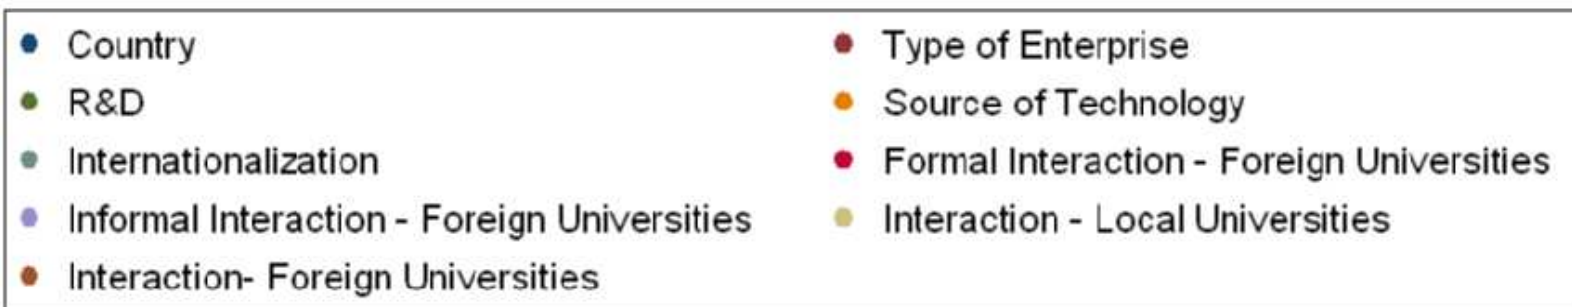 Country
Type of Enterprise
R&D
Source of Technology
Internationalization
Formal Interaction - Foreign Universities
Informal Interaction - Foreign Universities
Interaction - Local Universities
Interaction- Foreign Universities